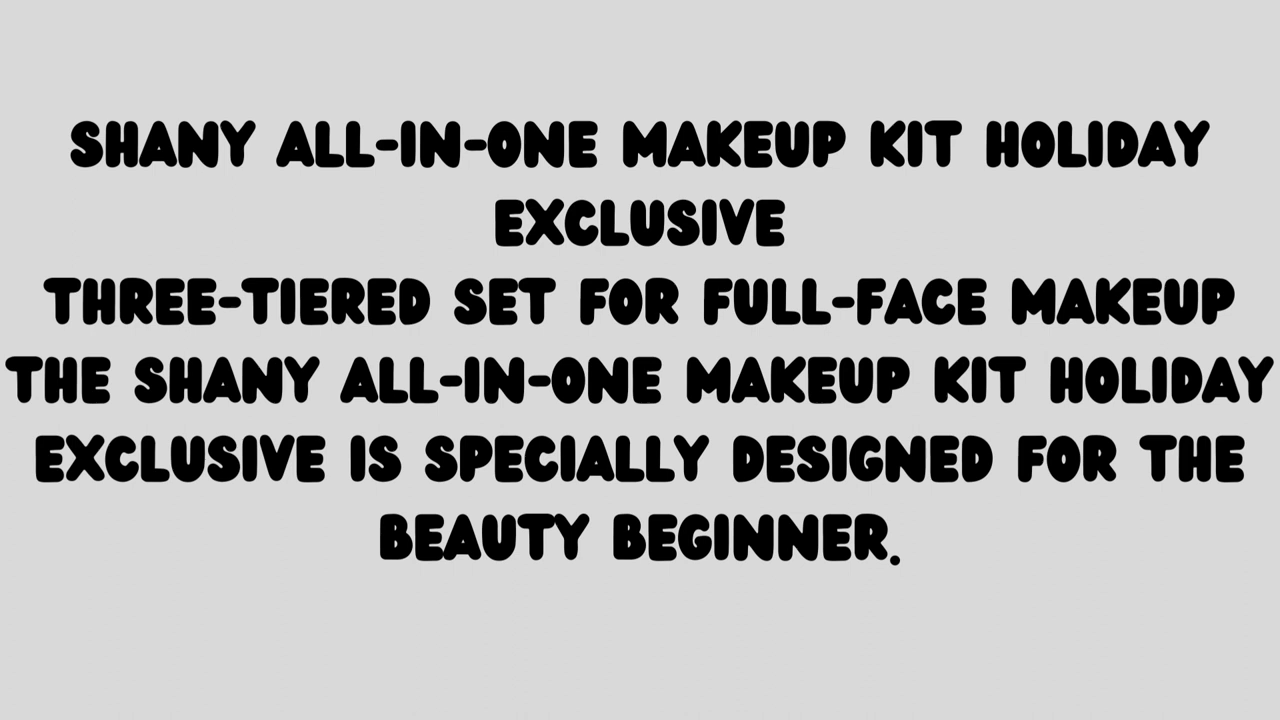 SHANY ALL-IN-ONE MAKEUP KIT HOLIDAY
EXCLUSIVE
THREE-TIERED SET FOR FULL-FACE MAKEUP
THE SHANY ALL-IN-ONE MAKEUP KIT HOLIDAY
EXCLUSIVE IS SPECIALLY DESIGNED FOR THE
BEAUTY BEGINNER.